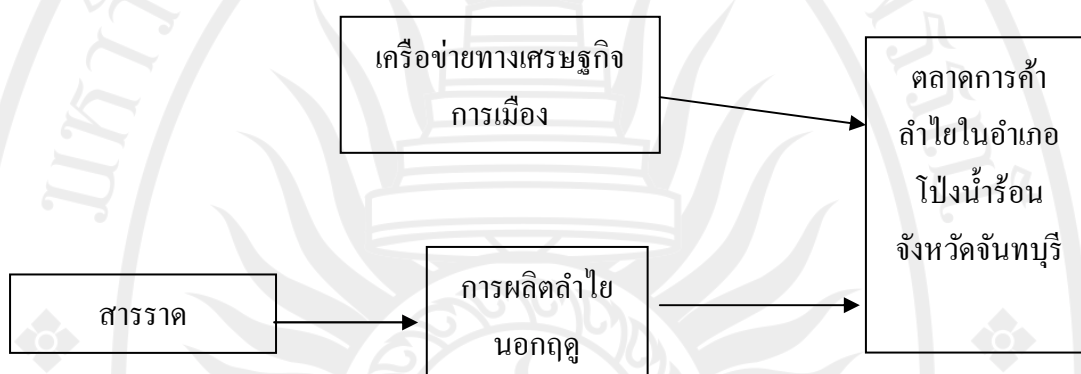 เครือข่ายทางเศรษฐกิจ
การเมือง
ตลาดการค้า
ลำไยในอำเภอ
โป่งน้ำร้อน
จังหวัดจันทบุรี
สารราด
การผลิตลำไย
นอกฤดู